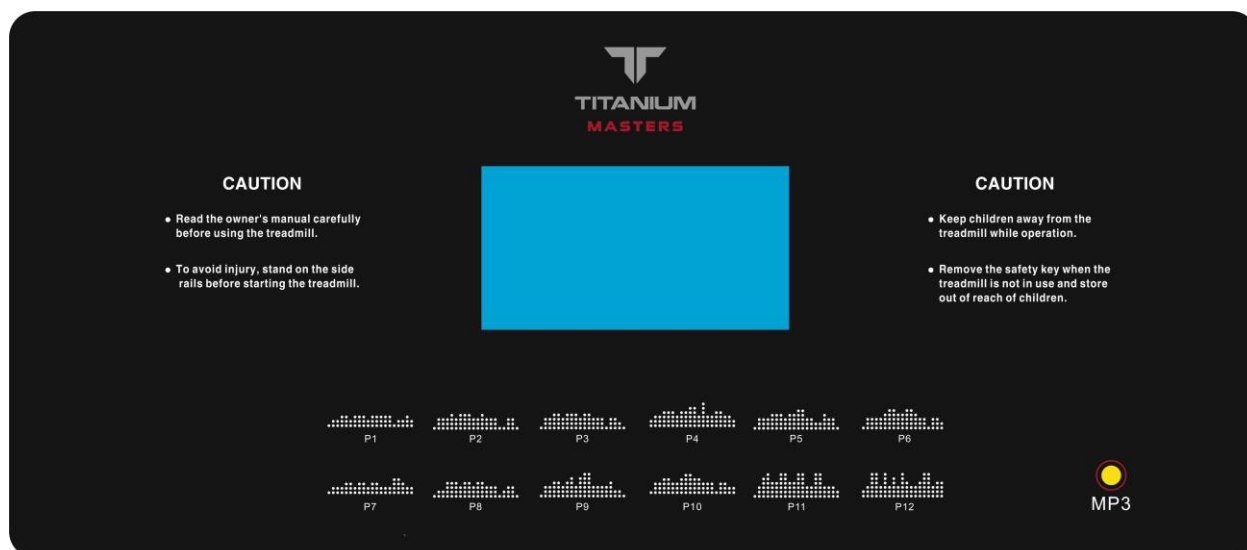 TITANIUM
MASTERS
CAUTION
● Read the owner's manual carefully
before using the treadmill.
● To avoid injury, stand on the side
rails before starting the treadmill.
CAUTION
● Keep children away from the
treadmill while operation.
● Remove the safety key when the
treadmill is not in use and store
out of reach of children.
P1 P2 P3 P4 P5 P6
P7 P8 P9 P10 P11 P12
MP3